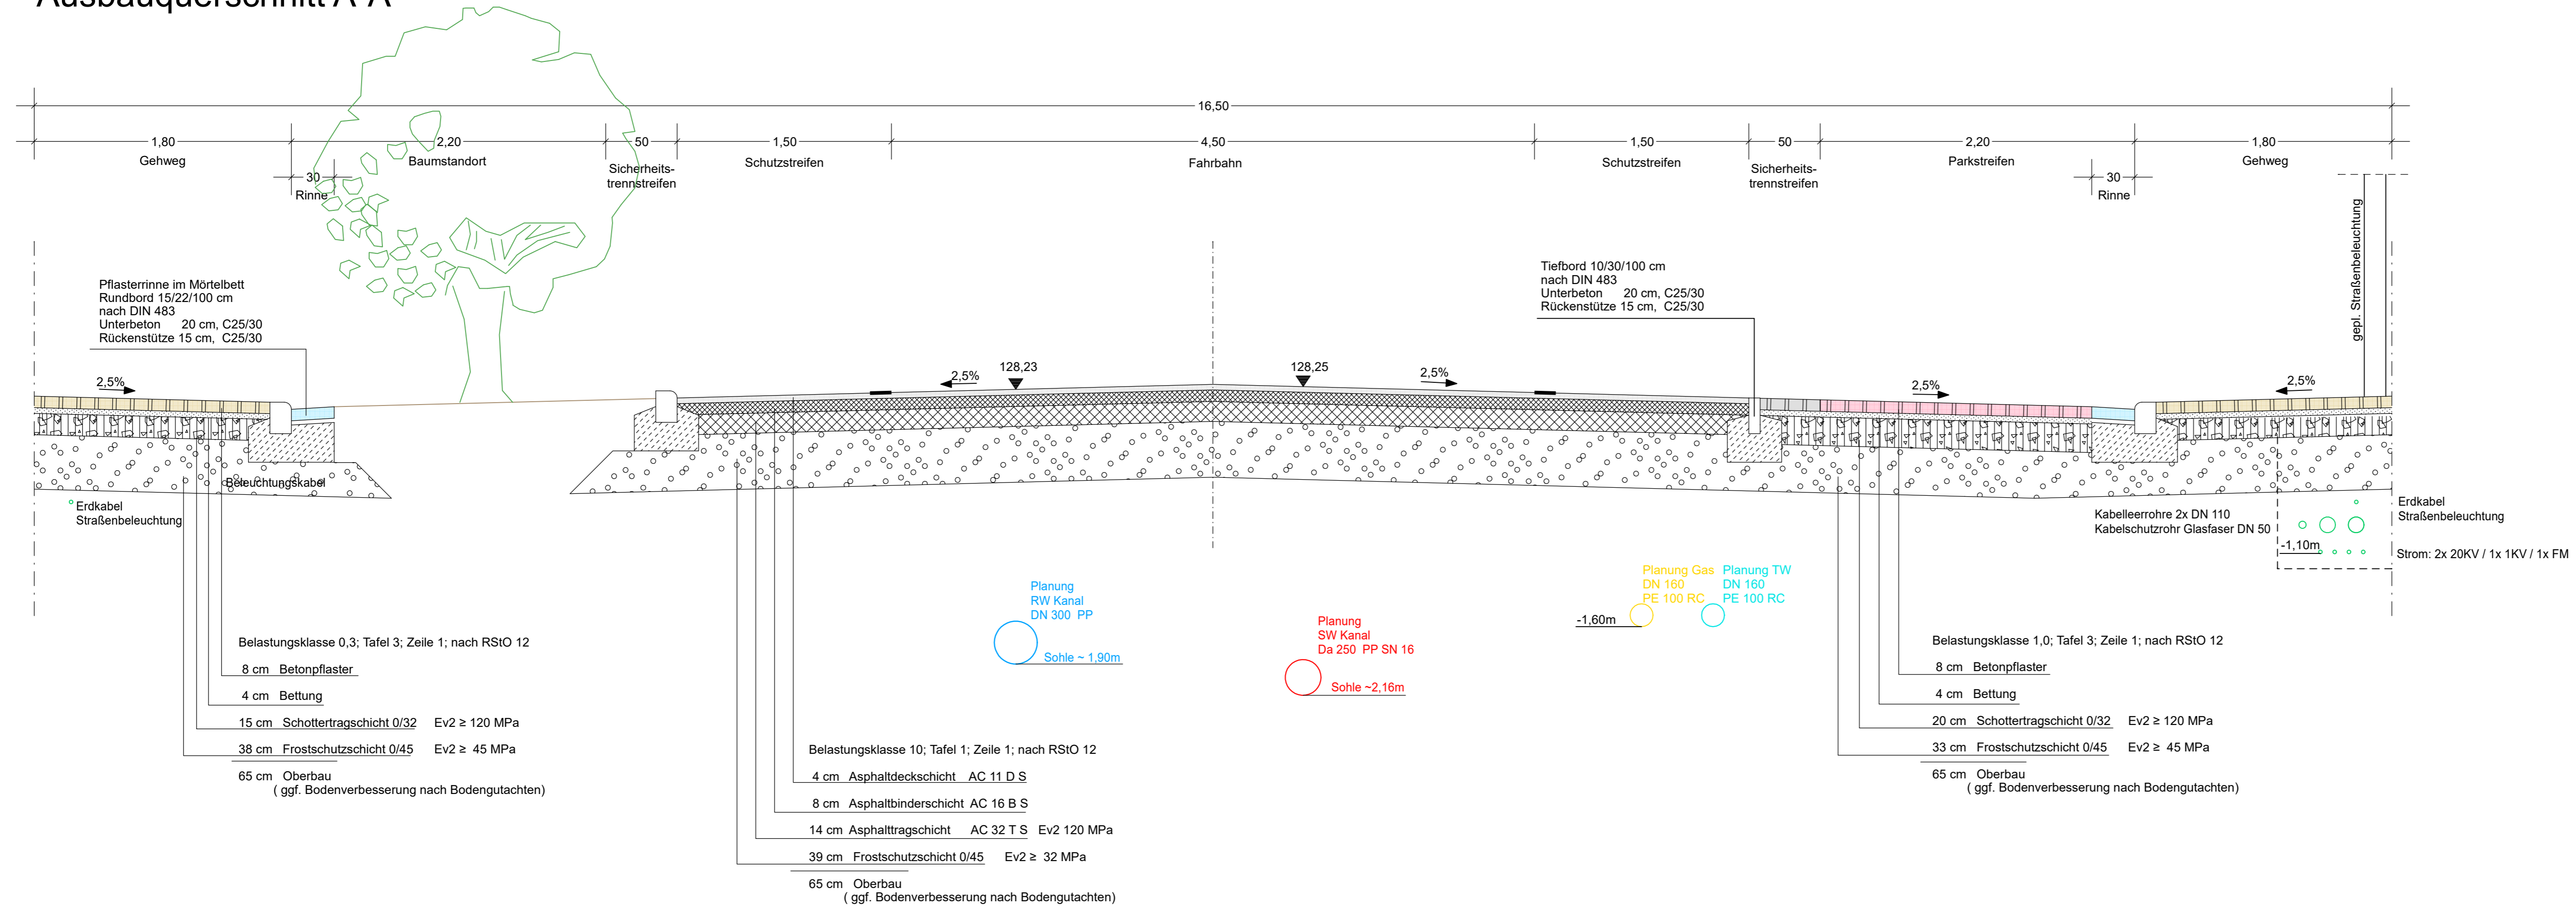 Ausbauquerschnitt A-A
16,50
1,80
2,20
50
1,50
4,50
1,50
50
2,20
1,80
Gehweg
Baumstandort
Sicherheits-
trennstreifen
Schutzstreifen
Fahrbahn
Schutzstreifen
Sicherheits-
trennstreifen
Parkstreifen
Gehweg
30
Rinne
30
Rinne
gepl. Straßenbeleuchtung
Pflasterrinne im Mörtelbett
Rundbord 15/22/100 cm
nach DIN 483
Unterbeton 20 cm, C25/30
Rückenstütze 15 cm, C25/30
Tiefbord 10/30/100 cm
nach DIN 483
Unterbeton 20 cm, C25/30
Rückenstütze 15 cm, C25/30
2,5%
2,5%
128,23
128,25
2,5%
2,5%
2,5%
Beleuchtungskabel
Erdkabel
Straßenbeleuchtung
Kabelleerrohre 2x DN 110
Kabelschutzrohr Glasfaser DN 50
-1,10m
Erdkabel
Straßenbeleuchtung
Strom: 2x 20KV / 1x 1KV / 1x FM
Planung
RW Kanal
DN 300 PP
Sohle ~ 1,90m
Planung
SW Kanal
Da 250 PP SN 16
Sohle ~2,16m
Planung Gas
DN 160
PE 100 RC
-1,60m
Planung TW
DN 160
PE 100 RC
Belastungsklasse 0,3; Tafel 3; Zeile 1; nach RStO 12
8 cm Betonpflaster
4 cm Bettung
15 cm Schottertragschicht 0/32 Ev2 ≥ 120 MPa
38 cm Frostschutzschicht 0/45 Ev2 ≥ 45 MPa
65 cm Oberbau
( ggf. Bodenverbesserung nach Bodengutachten)
Belastungsklasse 10; Tafel 1; Zeile 1; nach RStO 12
4 cm Asphaltdeckschicht AC 11 D S
8 cm Asphaltbinderschicht AC 16 B S
14 cm Asphalttragschicht AC 32 T S Ev2 120 MPa
39 cm Frostschutzschicht 0/45 Ev2 ≥ 32 MPa
65 cm Oberbau
( ggf. Bodenverbesserung nach Bodengutachten)
Belastungsklasse 1,0; Tafel 3; Zeile 1; nach RStO 12
8 cm Betonpflaster
4 cm Bettung
20 cm Schottertragschicht 0/32 Ev2 ≥ 120 MPa
33 cm Frostschutzschicht 0/45 Ev2 ≥ 45 MPa
65 cm Oberbau
( ggf. Bodenverbesserung nach Bodengutachten)